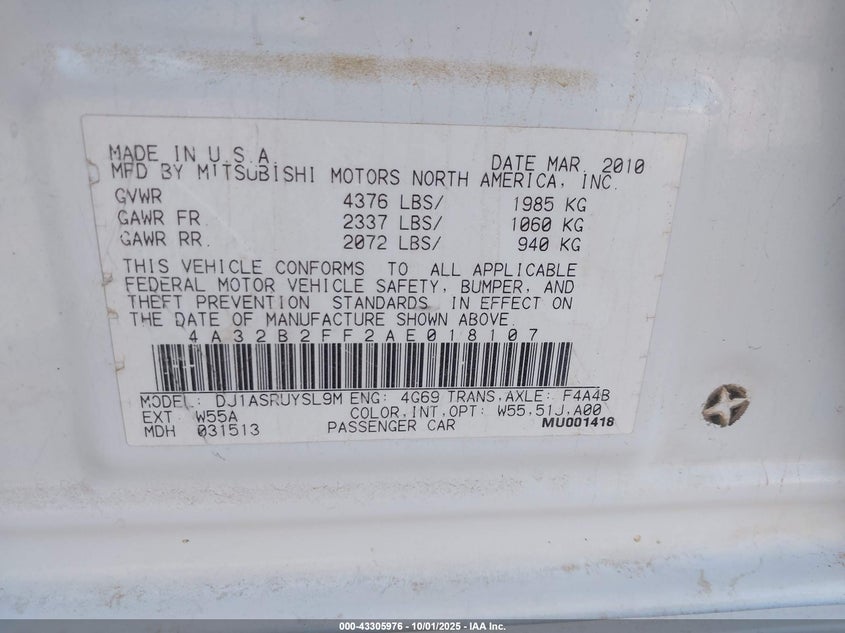 MADE IN U.S.A. DATE MAR. 2010
MFD BY MITSUBISHI MOTORS NORTH AMERICA, INC.
GVWR 4376 LBS/ 1985 KG
GAWR FR. 2337 LBS/ 1060 KG
GAWR RR. 2072 LBS/ 940 KG
THIS VEHICLE CONFORMS TO ALL APPLICABLE
FEDERAL MOTOR VEHICLE SAFETY, BUMPER, AND
THEFT PREVENTION STANDARDS IN EFFECT ON
THE DATE OF MANUFACTURE SHOWN ABOVE.
4A32B2FF2AE018107
MODEL: DJ1ASRUYSL9M ENG: 4G69 TRANS,AXLE: F4A4B
EXT: W55A COLOR,INT,OPT: W55,51J,A00
MDH 031513 PASSENGER CAR MU001418
000-43305976 - 10/01/2025 - IAA Inc.